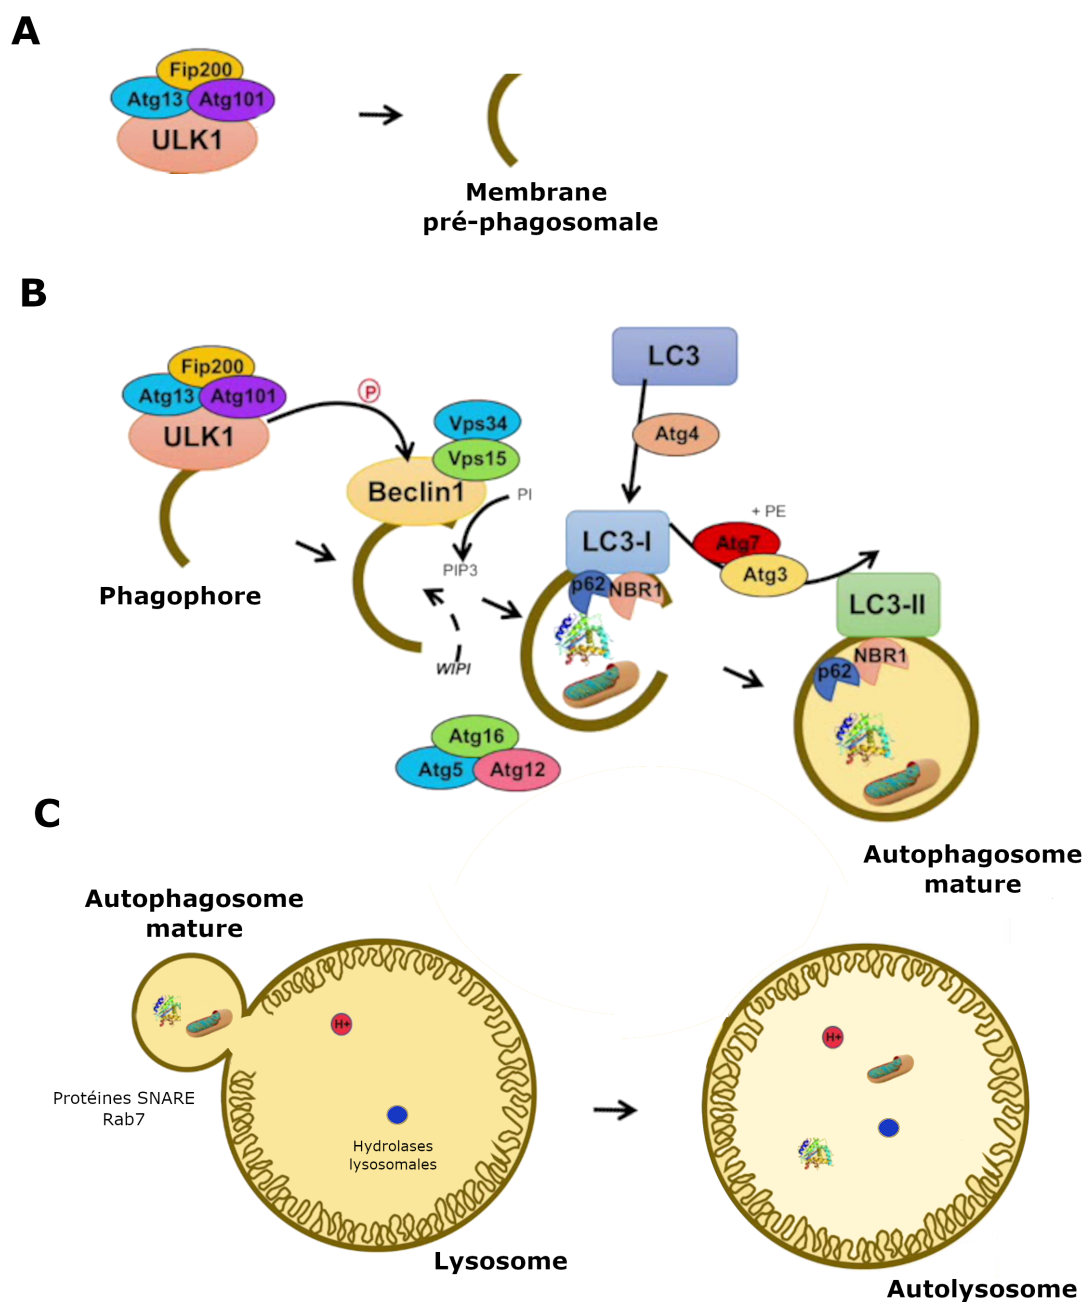 A
Fip200
Atg13
Atg101
ULK1
Membrane
pré-phagosomale
B
Fip200
Atg13
Atg101
ULK1
P
Vps34
Vps15
Beclin1
PI
PIP3
WIPI
Phagophore
LC3
Atg4
LC3-I
+ PE
Atg7
Atg3
p62
NBR1
LC3-II
NBR1
p62
Atg16
Atg5
Atg12
Autophagosome
mature
C
Autophagosome
mature
H+
Protéines SNARE
Rab7
Hydrolases
lysosomales
Lysosome
H+
Autolysosome